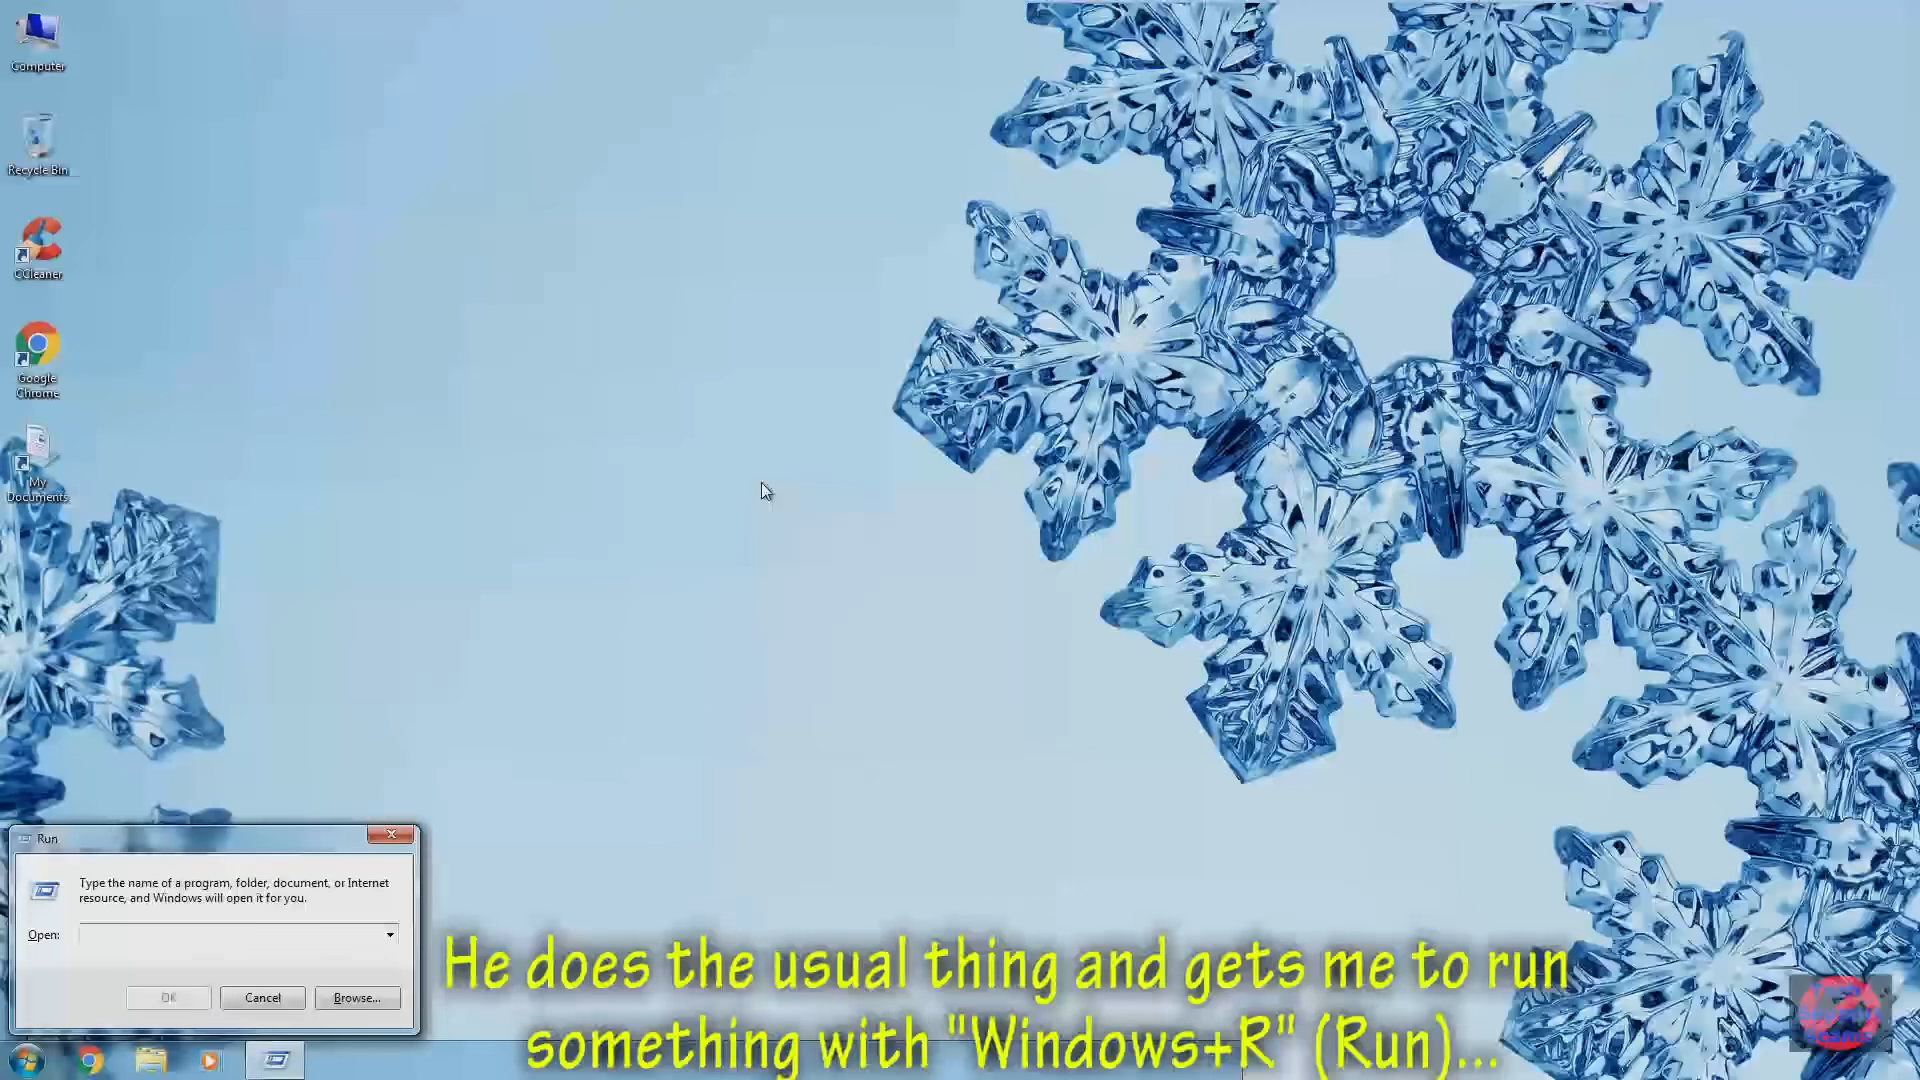 Computer
Recycle Bin
CCleaner
Google
Chrome
My
Documents
Run
Type the name of a program, folder, document, or Internet
resource, and Windows will open it for you.
Open:
OK
Cancel
Browse...
He does the usual thing and gets me to run
something with "Windows+R" (Run)...